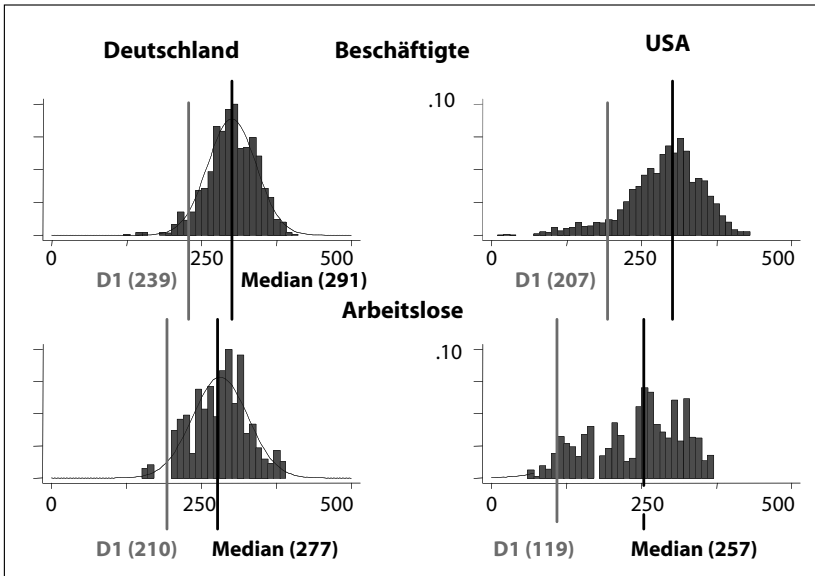 Deutschland Beschäftigte USA
.10
0 250 500 0 250 500
D1 (239) Median (291) D1 (207)
Arbeitslose
.10
0 250 500 0 250 500
D1 (210) Median (277) D1 (119) Median (257)